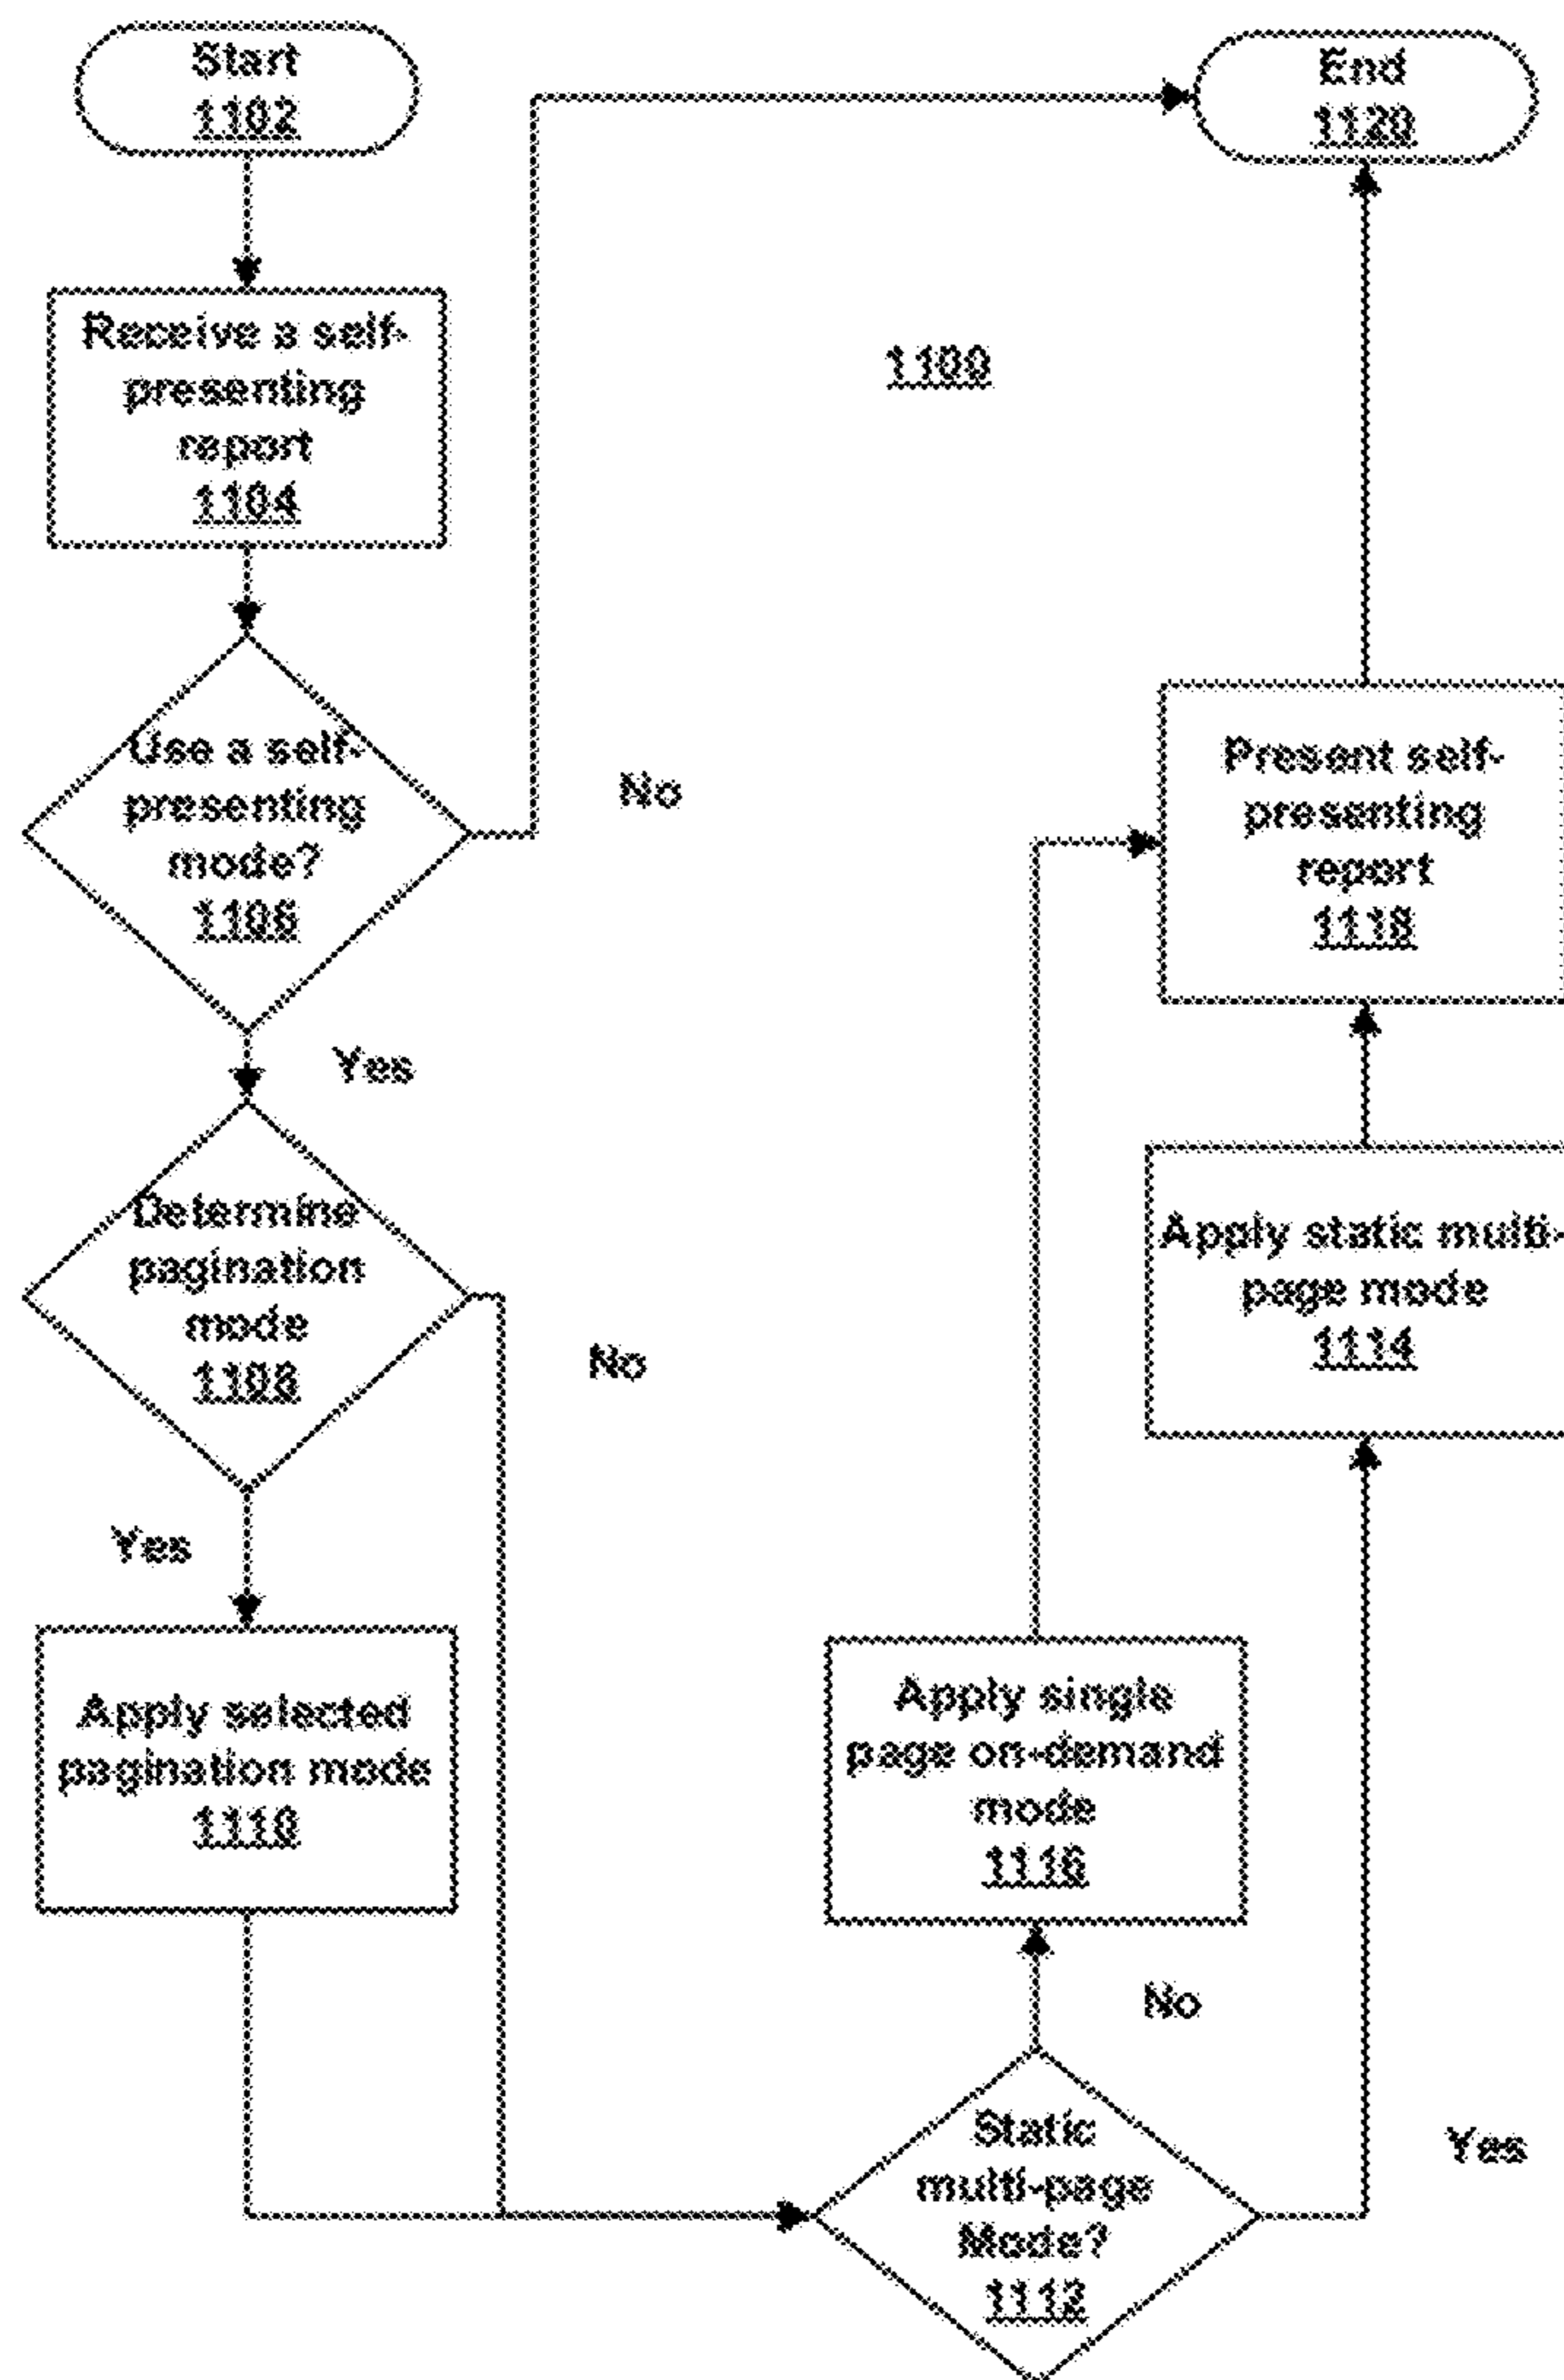 Start
1102
Receive a self-
presenting
report
1104
Use a self-
presenting
mode?
1106
No
Yes
Determine
pagination
mode
1108
No
Yes
Apply selected
pagination mode
1110
Static
multi-page
Mode?
1112
No
Yes
Apply single
page on-demand
mode
1116
Apply static multi-
page mode
1114
Present self-
presenting
report
1118
End
1120
1100